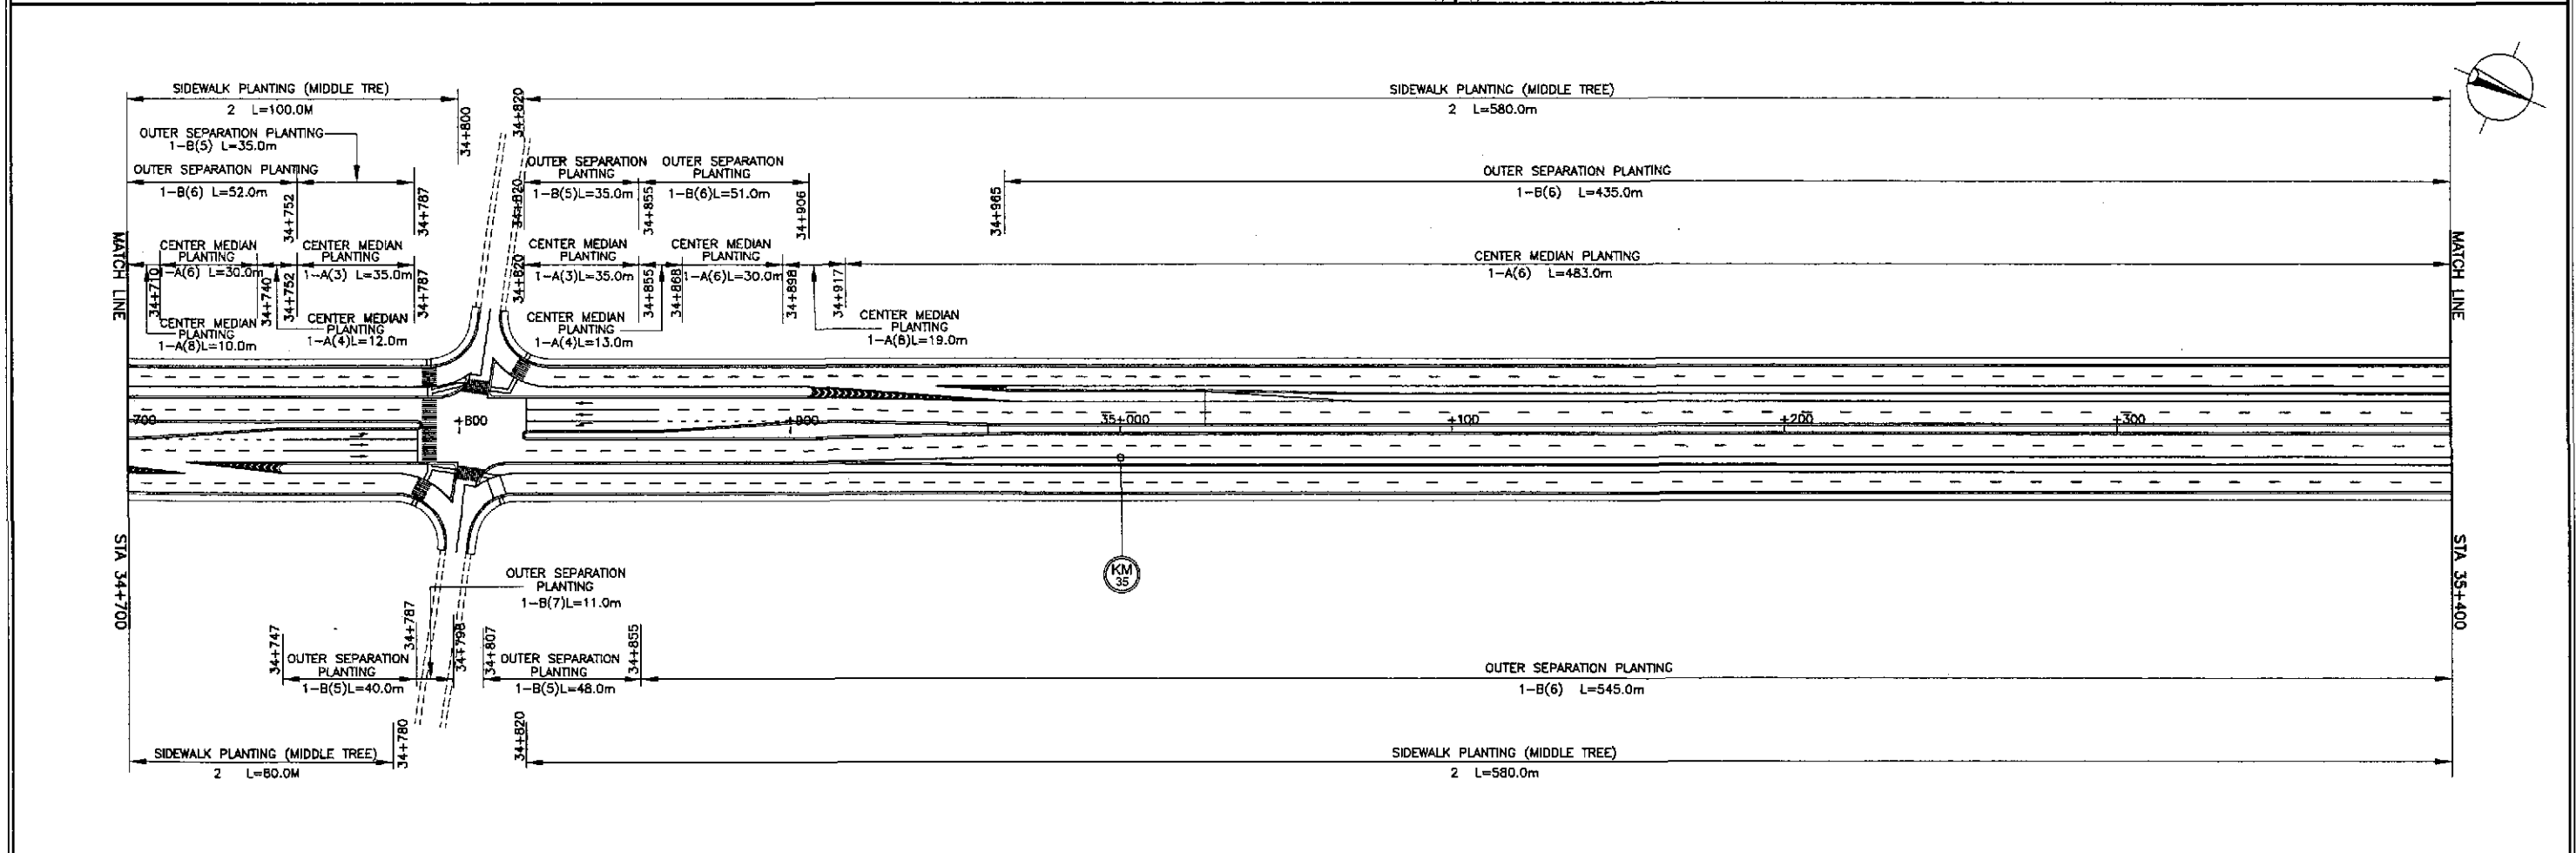 SIDEWALK PLANTING (MIDDLE TRE)
2 L=100.0M
34+800
34+820
SIDEWALK PLANTING (MIDDLE TREE)
2 L=580.0m
OUTER SEPARATION PLANTING
1-B(5) L=35.0m
OUTER SEPARATION PLANTING
1-B(6) L=52.0m
34+752
34+787
34+820
OUTER SEPARATION
PLANTING
1-B(5)L=35.0m
34+855
OUTER SEPARATION
PLANTING
1-B(6)L=51.0m
34+906
34+965
OUTER SEPARATION PLANTING
1-B(6) L=435.0m
MATCH LINE
34+710
CENTER MEDIAN
PLANTING
1-A(6) L=30.0m
34+740
34+752
CENTER MEDIAN
PLANTING
1-A(3) L=35.0m
34+787
34+820
CENTER MEDIAN
PLANTING
1-A(3)L=35.0m
34+855
34+868
CENTER MEDIAN
PLANTING
1-A(6)L=30.0m
34+898
34+917
CENTER MEDIAN PLANTING
1-A(6) L=483.0m
MATCH LINE
CENTER MEDIAN
PLANTING
1-A(8)L=10.0m
CENTER MEDIAN
PLANTING
1-A(4)L=12.0m
CENTER MEDIAN
PLANTING
1-A(4)L=13.0m
CENTER MEDIAN
PLANTING
L=19.0m
700
+800
+900
35+000
+100
+200
+300
STA 34+700
KM
35
STA 35+400
OUTER SEPARATION
PLANTING
1-B(7)L=11.0m
34+747
OUTER SEPARATION
PLANTING
1-B(5)L=40.0m
34+787
34+798
34+807
OUTER SEPARATION
PLANTING
1-B(5)L=48.0m
34+855
OUTER SEPARATION PLANTING
1-B(6) L=545.0m
SIDEWALK PLANTING (MIDDLE TREE)
2 L=80.0M
34+780
34+820
SIDEWALK PLANTING (MIDDLE TREE)
2 L=580.0m